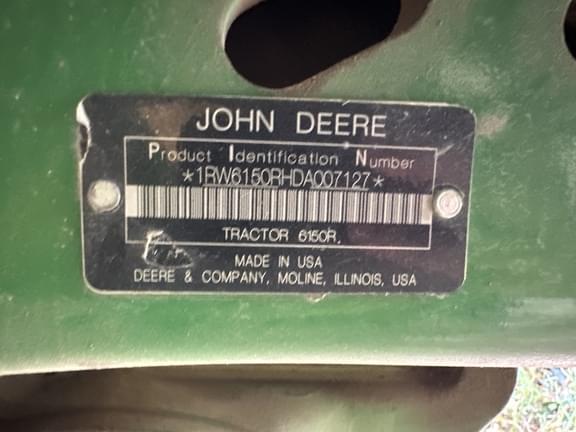 JOHN DEERE
Product Identification Number
*1RW6150RHDA007127*
TRACTOR 6150R
MADE IN USA
DEERE & COMPANY, MOLINE, ILLINOIS, USA